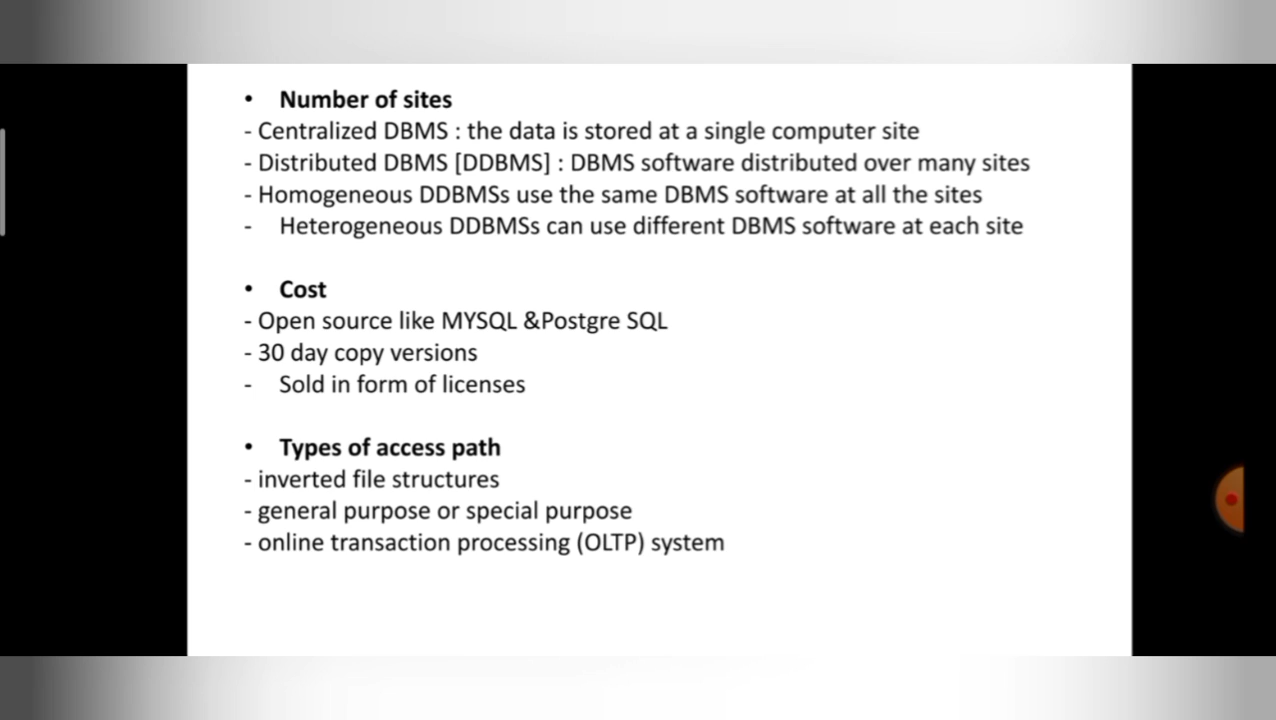 • Number of sites
- Centralized DBMS : the data is stored at a single computer site
- Distributed DBMS [DDBMS] : DBMS software distributed over many sites
- Homogeneous DDBMSs use the same DBMS software at all the sites
- Heterogeneous DDBMSs can use different DBMS software at each site
• Cost
- Open source like MYSQL &Postgre SQL
- 30 day copy versions
- Sold in form of licenses
• Types of access path
- inverted file structures
- general purpose or special purpose
- online transaction processing (OLTP) system